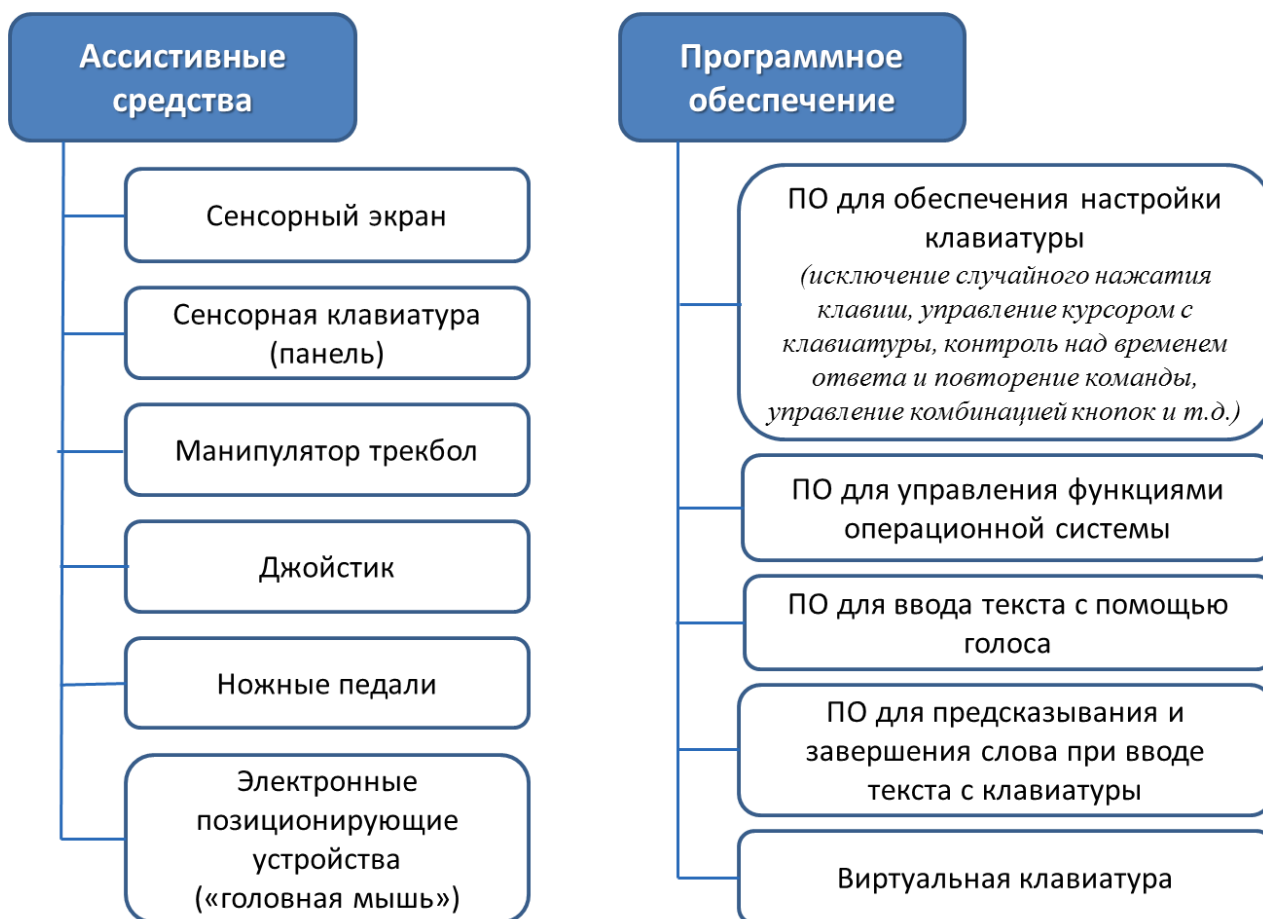 Ассистивные
средства
Сенсорный экран
Сенсорная клавиатура
(панель)
Манипулятор трекбол
Джойстик
Ножные педали
Электронные
позиционирующие
устройства
(«головная мышь»)
Программное
обеспечение
ПО для обеспечения настройки
клавиатуры
(исключение случайного нажатия
клавиш, управление курсором с
клавиатуры, контроль над временем
ответа и повторение команды,
управление комбинацией кнопок и т.д.)
ПО для управления функциями
операционной системы
ПО для ввода текста с помощью
голоса
ПО для предсказывания и
завершения слова при вводе
текста с клавиатуры
Виртуальная клавиатура